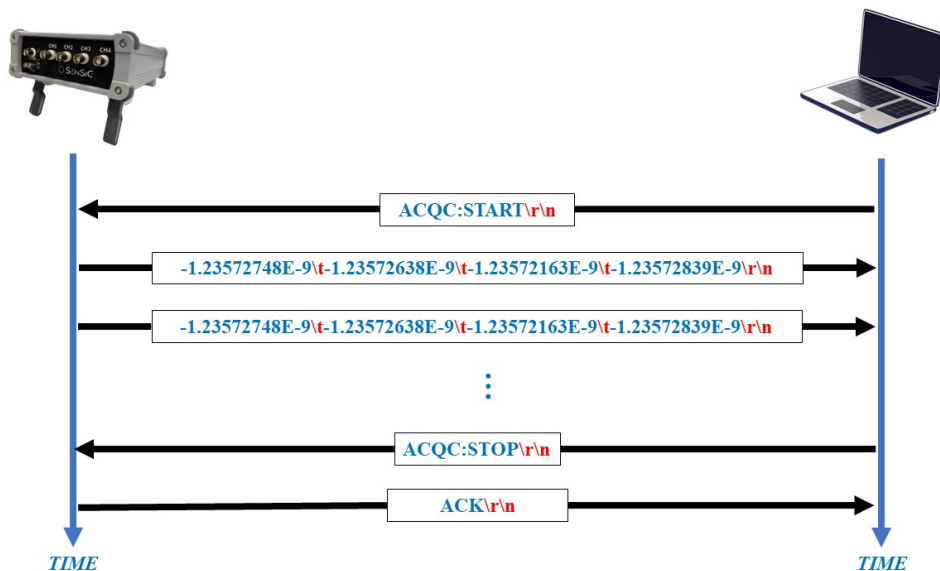 CH1 CH2 CH3 CH4
SENSiC
ACQC:START\r\n
-1.23572748E-9\t-1.23572638E-9\t-1.23572163E-9\t-1.23572839E-9\r\n
-1.23572748E-9\t-1.23572638E-9\t-1.23572163E-9\t-1.23572839E-9\r\n
ACQC:STOP\r\n
ACK\r\n
TIME
TIME